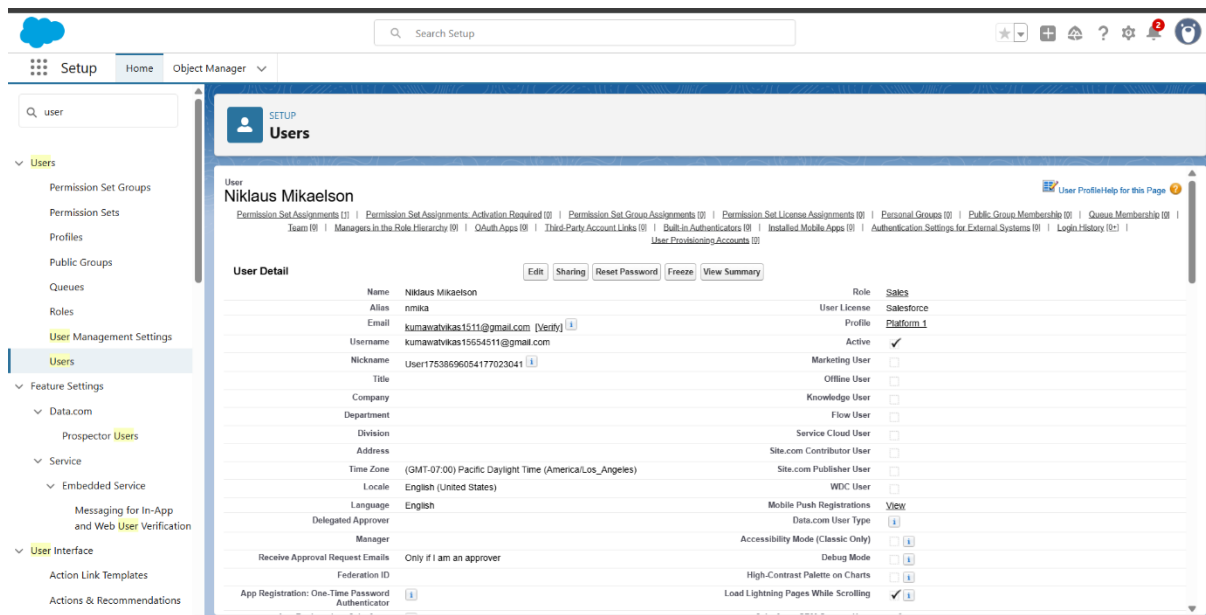 Search Setup
2
Setup Home Object Manager
user
SETUP
Users
Users
Permission Set Groups
Permission Sets
Profiles
Public Groups
Queues
Roles
User Management Settings
Users
Feature Settings
Data.com
Prospector Users
Service
Embedded Service
Messaging for In-App
and Web User Verification
User Interface
Action Link Templates
Actions & Recommendations
User
Niklaus Mikaelson
User Profile Help for this Page
Permission Set Assignments [1] | Permission Set Assignments: Activation Required [0] | Permission Set Group Assignments [0] | Permission Set License Assignments [0] | Personal Groups [0] | Public Group Membership [0] | Queue Membership [0] |
Team [0] | Managers in the Role Hierarchy [0] | OAuth Apps [0] | Third-Party Account Links [0] | Built-in Authenticators [0] | Installed Mobile Apps [0] | Authentication Settings for External Systems [0] | Login History [0+] |
User Provisioning Accounts [0]
User Detail Edit Sharing Reset Password Freeze View Summary
Name Niklaus Mikaelson Role Sales
Alias nmika User License Salesforce
Email kumawatvikas1511@gmail.com [Verify] i Profile Platform 1
Username kumawatvikas15654511@gmail.com Active
Nickname User17538696054177023041 i Marketing User
Title Offline User
Company Knowledge User
Department Flow User
Division Service Cloud User
Address Site.com Contributor User
Time Zone (GMT-07:00) Pacific Daylight Time (America/Los_Angeles) Site.com Publisher User
Locale English (United States) WDC User
Language English Mobile Push Registrations View
Delegated Approver Data.com User Type i
Manager Accessibility Mode (Classic Only) i
Receive Approval Request Emails Only if I am an approver Debug Mode i
Federation ID High-Contrast Palette on Charts i
App Registration: One-Time Password Authenticator i Load Lightning Pages While Scrolling i